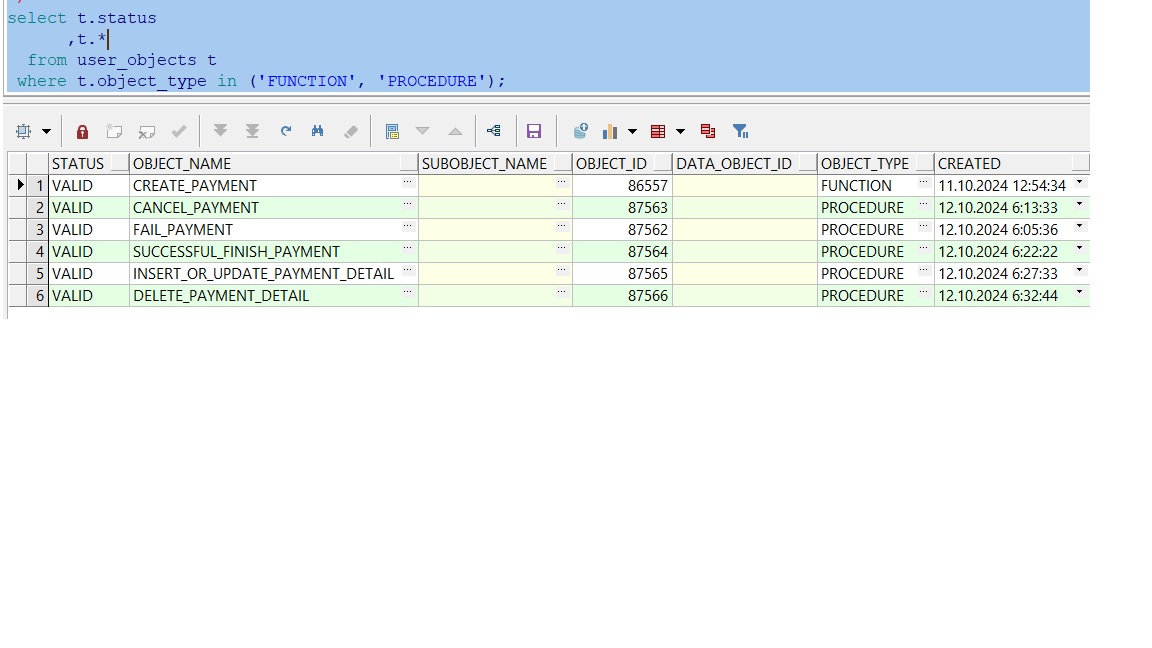 select t.status
,t.*
from user_objects t
where t.object_type in ('FUNCTION', 'PROCEDURE');
STATUS OBJECT_NAME SUBOBJECT_NAME OBJECT_ID DATA_OBJECT_ID OBJECT_TYPE CREATED
1 VALID CREATE_PAYMENT ... ... 86557 FUNCTION ... 11.10.2024 12:54:34
2 VALID CANCEL_PAYMENT ... ... 87563 PROCEDURE ... 12.10.2024 6:13:33
3 VALID FAIL_PAYMENT ... ... 87562 PROCEDURE ... 12.10.2024 6:05:36
4 VALID SUCCESSFUL_FINISH_PAYMENT ... ... 87564 PROCEDURE ... 12.10.2024 6:22:22
5 VALID INSERT_OR_UPDATE_PAYMENT_DETAIL ... ... 87565 PROCEDURE ... 12.10.2024 6:27:33
6 VALID DELETE_PAYMENT_DETAIL ... ... 87566 PROCEDURE ... 12.10.2024 6:32:44